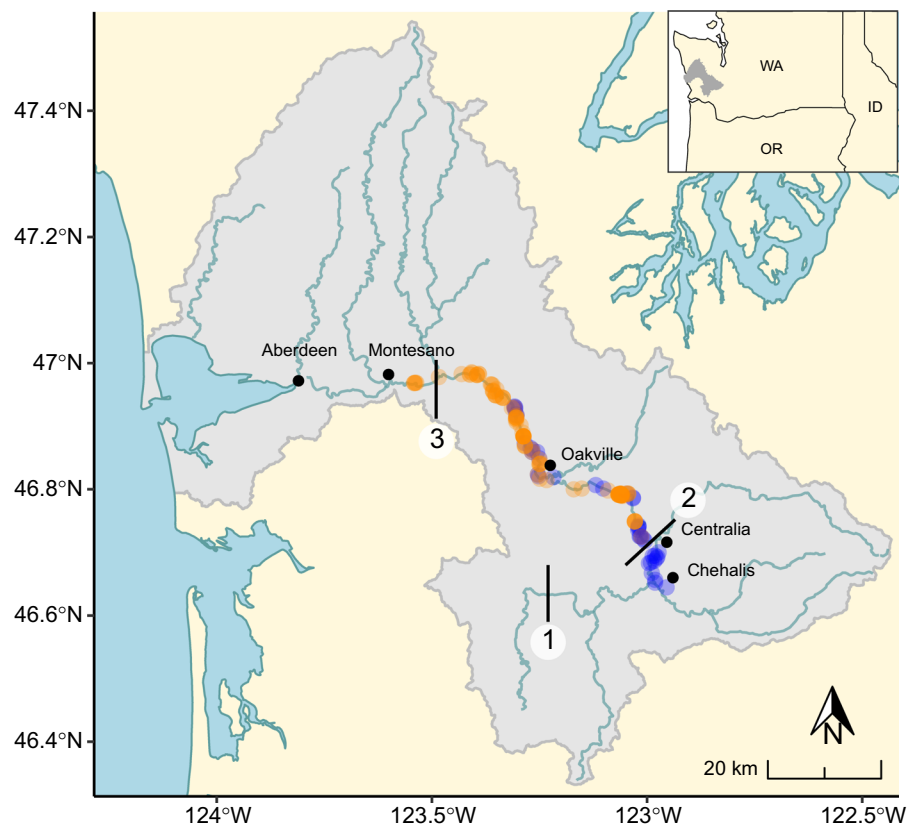 WA
ID
OR
47.4°N
47.2°N
47°N
46.8°N
46.6°N
46.4°N
Aberdeen
Montesano
3
Oakville
2
Centralia
Chehalis
1
N
20 km
124°W
123.5°W
123°W
122.5°W